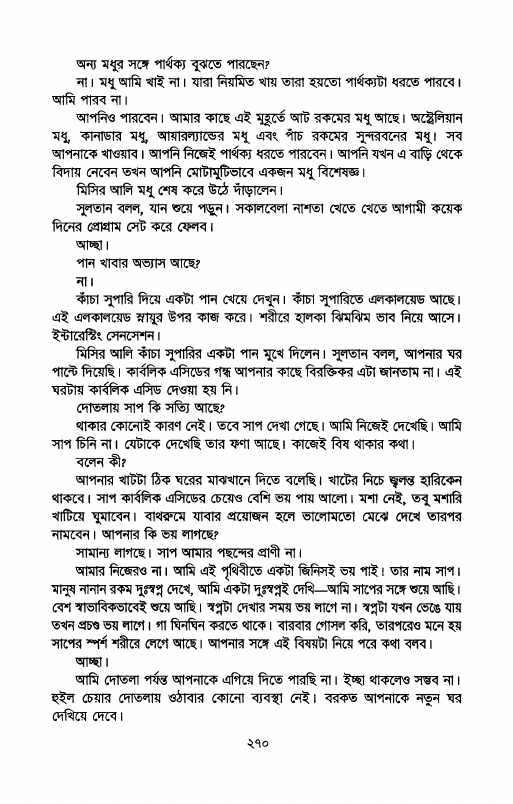 অন্য মধুর সঙ্গে পার্থক্য বুঝতে পারছেন?
না। মধু আমি খাই না। যারা নিয়মিত খায় তারা হয়তো পার্থক্যটা ধরতে পারবে।
আমি পারব না।
আপনিও পারবেন। আমার কাছে এই মুহূর্তে আট রকমের মধু আছে। অস্ট্রেলিয়ান
মধু, কানাডার মধু, আয়ারল্যান্ডের মধু এবং পাঁচ রকমের সুন্দরবনের মধু। সব
আপনাকে খাওয়াব। আপনি নিজেই পার্থক্য ধরতে পারবেন। আপনি যখন এ বাড়ি থেকে
বিদায় নেবেন তখন আপনি মোটামুটিভাবে একজন মধু বিশেষজ্ঞ।
মিসির আলি মধু শেষ করে উঠে দাঁড়ালেন।
সুলতান বলল, যান শুয়ে পড়ুন। সকালবেলা নাশতা খেতে খেতে আগামী কয়েক
দিনের প্রোগ্রাম সেট করে ফেলব।
আচ্ছা।
পান খাবার অভ্যাস আছে?
না।
কাঁচা সুপারি দিয়ে একটা পান খেয়ে দেখুন। কাঁচা সুপারিতে এলকালয়েড আছে।
এই এলকালয়েড স্নায়ুর উপর কাজ করে। শরীরে হালকা ঝিমঝিম ভাব নিয়ে আসে।
ইন্টারেস্টিং সেনসেশন।
মিসির আলি কাঁচা সুপারির একটা পান মুখে দিলেন। সুলতান বলল, আপনার ঘর
পাল্টে দিয়েছি। কার্বলিক এসিডের গন্ধ আপনার কাছে বিরক্তিকর এটা জানতাম না। এই
ঘরটায় কার্বলিক এসিড দেওয়া হয় নি।
দোতলায় সাপ কি সত্যি আছে?
থাকার কোনোই কারণ নেই। তবে সাপ দেখা গেছে। আমি নিজেই দেখেছি। আমি
সাপ চিনি না। যেটাকে দেখেছি তার ফণা আছে। কাজেই বিষ থাকার কথা।
বলেন কী?
আপনার খাটটা ঠিক ঘরের মাঝখানে দিতে বলেছি। খাটের নিচে জ্বলন্ত হারিকেন
থাকবে। সাপ কার্বলিক এসিডের চেয়েও বেশি ভয় পায় আলো। মশা নেই, তবু মশারি
খাটিয়ে ঘুমাবেন। বাথরুমে যাবার প্রয়োজন হলে ভালোমতো মেঝে দেখে তারপর
নামবেন। আপনার কি ভয় লাগছে?
সামান্য লাগছে। সাপ আমার পছন্দের প্রাণী না।
আমার নিজেরও না। আমি এই পৃথিবীতে একটা জিনিসই ভয় পাই। তার নাম সাপ।
মানুষ নানান রকম দুঃস্বপ্ন দেখে, আমি একটা দুঃস্বপ্নই দেখি—আমি সাপের সঙ্গে শুয়ে আছি।
বেশ স্বাভাবিকভাবেই শুয়ে আছি। স্বপ্নটা দেখার সময় ভয় লাগে না। স্বপ্নটা যখন ভেঙে যায়
তখন প্রচণ্ড ভয় লাগে। গা ঘিনঘিন করতে থাকে। বারবার গোসল করি, তারপরেও মনে হয়
সাপের স্পর্শ শরীরে লেগে আছে। আপনার সঙ্গে এই বিষয়টা নিয়ে পরে কথা বলব।
আচ্ছা।
আমি দোতলা পর্যন্ত আপনাকে এগিয়ে দিতে পারছি না। ইচ্ছা থাকলেও সম্ভব না।
হুইল চেয়ার দোতলায় ওঠাবার কোনো ব্যবস্থা নেই। বরকত আপনাকে নতুন ঘর
দেখিয়ে দেবে।
২৭০